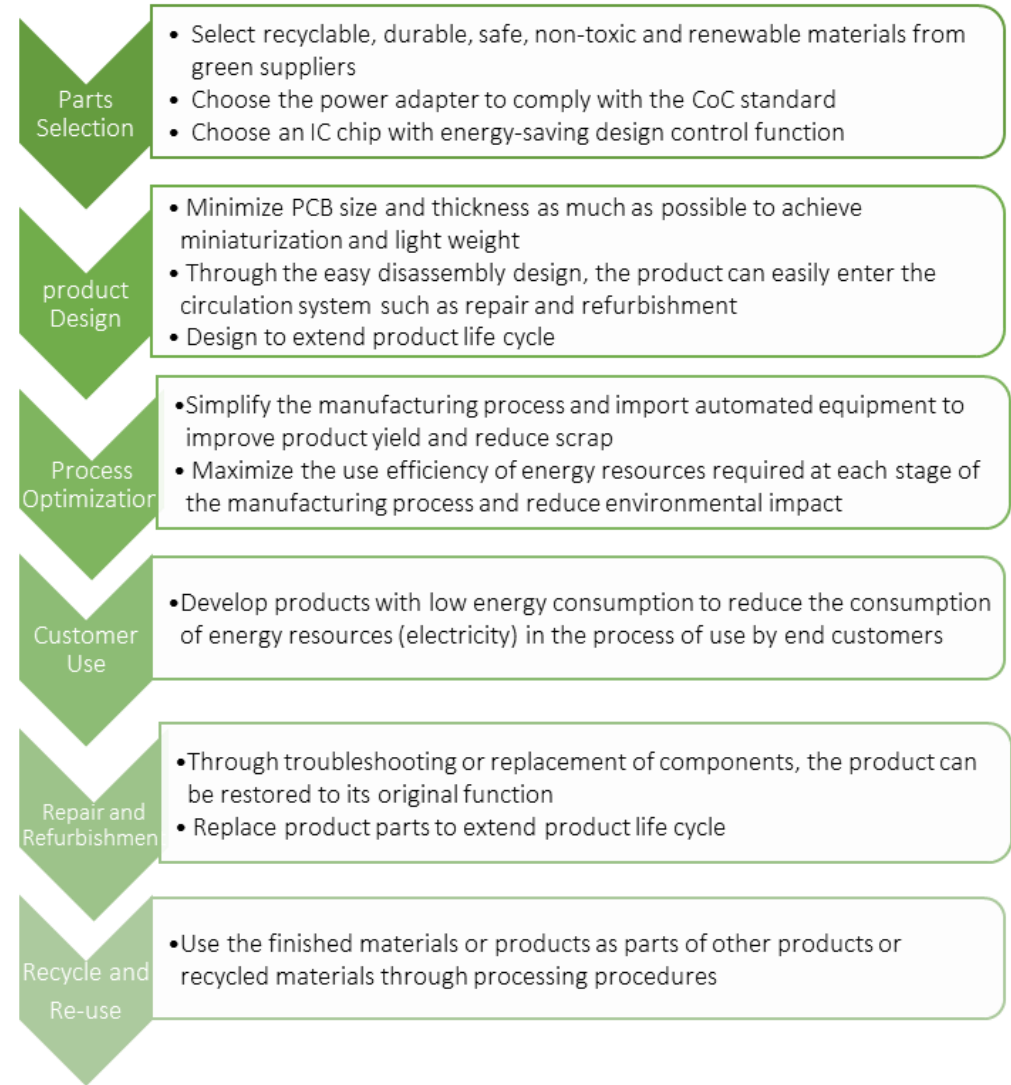 Parts
Selection
• Select recyclable, durable, safe, non-toxic and renewable materials from
green suppliers
• Choose the power adapter to comply with the CoC standard
• Choose an IC chip with energy-saving design control function
product
Design
• Minimize PCB size and thickness as much as possible to achieve
miniaturization and light weight
• Through the easy disassembly design, the product can easily enter the
circulation system such as repair and refurbishment
• Design to extend product life cycle
Process
Optimization
•Simplify the manufacturing process and import automated equipment to
improve product yield and reduce scrap
• Maximize the use efficiency of energy resources required at each stage of
the manufacturing process and reduce environmental impact
Customer
Use
•Develop products with low energy consumption to reduce the consumption
of energy resources (electricity) in the process of use by end customers
Repair and
Refurbishmen
•Through troubleshooting or replacement of components, the product can
be restored to its original function
• Replace product parts to extend product life cycle
Recycle and
Re-use
•Use the finished materials or products as parts of other products or
recycled materials through processing procedures